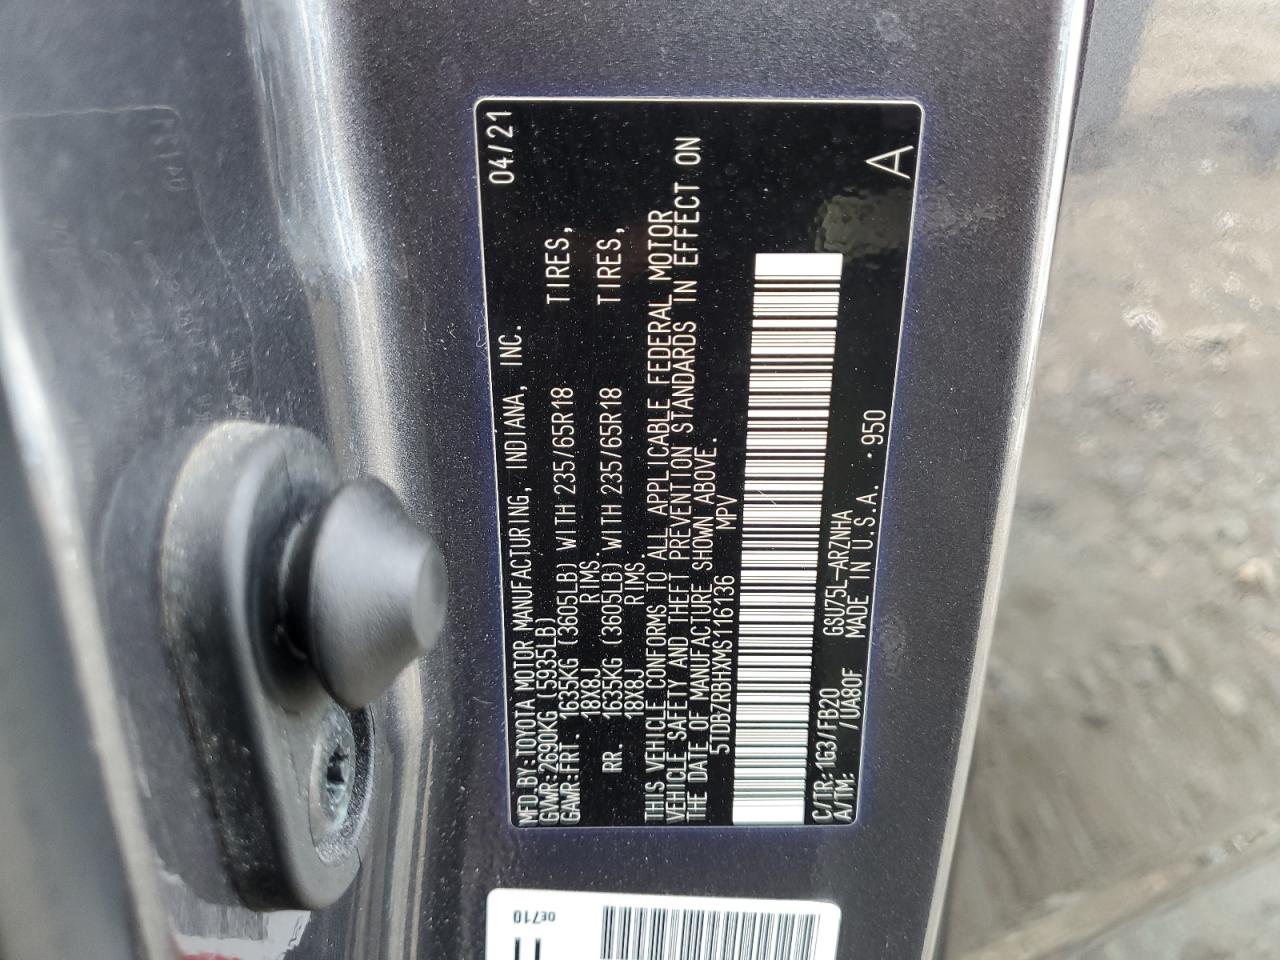 MFD.BY:TOYOTA MOTOR MANUFACTURING, INDIANA, INC. 04/21
GVWR:2690KG (5935LB)
GAWR:FRT. 1635KG (3605LB) WITH 235/65R18 TIRES,
18X8J RIMS.
RR. 1635KG (3605LB) WITH 235/65R18 TIRES,
18X8J RIMS.
THIS VEHICLE CONFORMS TO ALL APPLICABLE FEDERAL MOTOR
VEHICLE SAFETY AND THEFT PREVENTION STANDARDS IN EFFECT ON
THE DATE OF MANUFACTURE SHOWN ABOVE.
5TDBZRBHXMS116136 MPV
C/TR:1G3/FB20 GSU75L-ARZNHA
A/TM: /UA80F MADE IN U.S.A. ·950
A
0E710